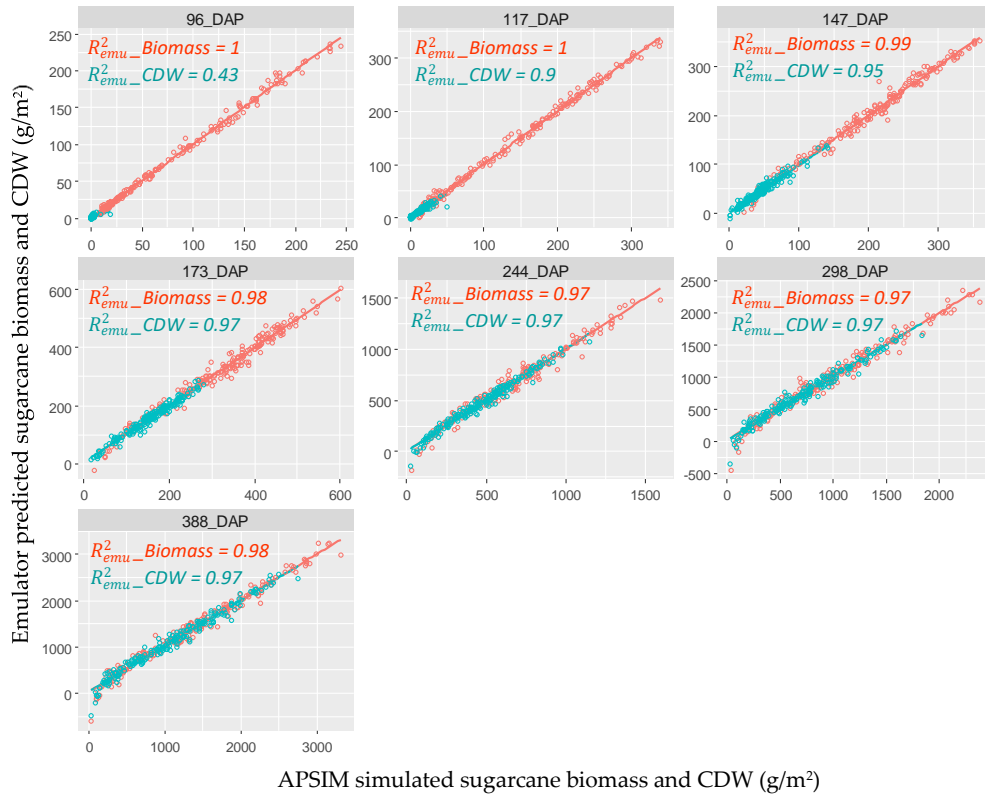 96_DAP
117_DAP
147_DAP
250
200
150
100
50
0
R²emu_Biomass = 1
R²emu_CDW = 0.43
0 50 100 150 200 250
300
200
100
0
R²emu_Biomass = 1
R²emu_CDW = 0.9
0 100 200 300
400
300
200
100
0
R²emu_Biomass = 0.99
R²emu_CDW = 0.95
0 100 200 300
173_DAP
244_DAP
298_DAP
600
400
200
0
R²emu_Biomass = 0.98
R²emu_CDW = 0.97
0 200 400 600
1500
1000
500
0
R²emu_Biomass = 0.97
R²emu_CDW = 0.97
0 500 1000 1500
2500
2000
1500
1000
500
0
-500
R²emu_Biomass = 0.97
R²emu_CDW = 0.97
0 500 1000 1500 2000
388_DAP
3000
2000
1000
0
R²emu_Biomass = 0.98
R²emu_CDW = 0.97
0 1000 2000 3000
Emulator predicted sugarcane biomass and CDW (g/m²)
APSIM simulated sugarcane biomass and CDW (g/m²)